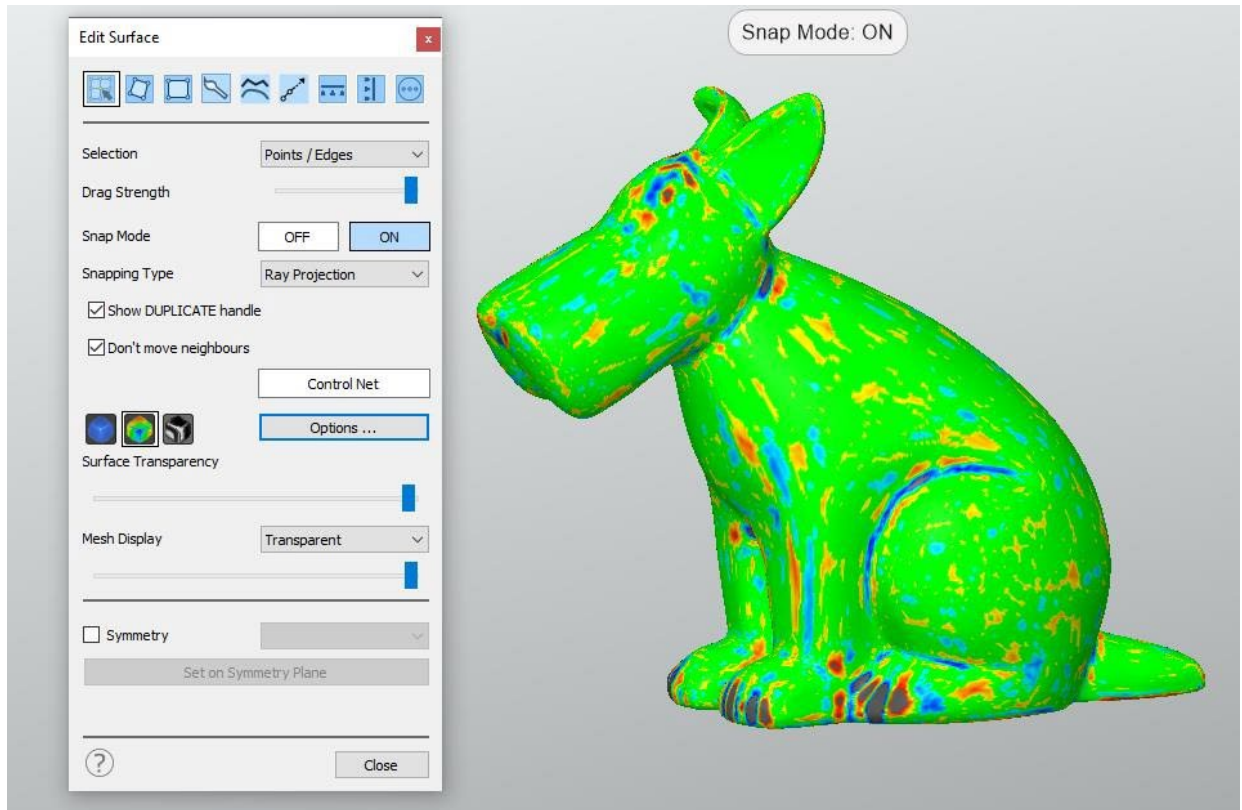 Edit Surface
x
Snap Mode: ON
Selection
Points / Edges
Drag Strength
Snap Mode
OFF
ON
Snapping Type
Ray Projection
Show DUPLICATE handle
Don't move neighbours
Control Net
Options ...
Surface Transparency
Mesh Display
Transparent
Symmetry
Set on Symmetry Plane
?
Close